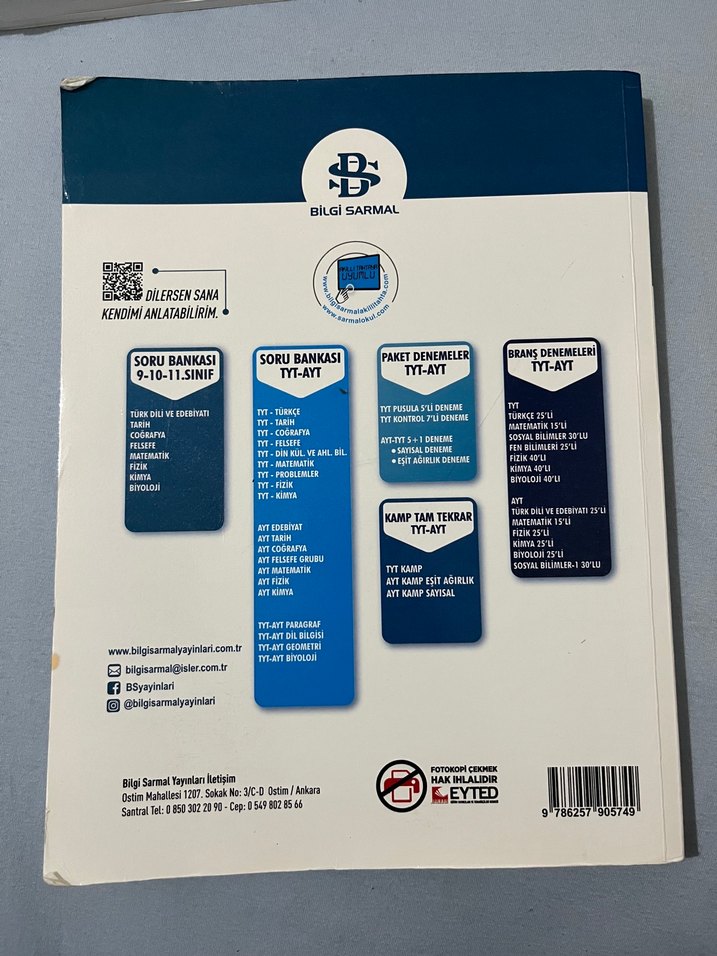 BS
BİLGİ SARMAL
DİLERSEN SANA
KENDİMİ ANLATABİLİRİM.
AKILLI TAHTAYA
UYUMLU
www.bilgisarmalakillitahta.com
www.sarmalokul.com
SORU BANKASI
9-10-11.SINIF
TÜRK DİLİ VE EDEBİYATI
TARİH
COĞRAFYA
FELSEFE
MATEMATİK
FİZİK
KİMYA
BİYOLOJİ
SORU BANKASI
TYT-AYT
TYT - TÜRKÇE
TYT - TARİH
TYT - COĞRAFYA
TYT - FELSEFE
TYT - DİN KÜL. VE AHL. BİL.
TYT - MATEMATİK
TYT - PROBLEMLER
TYT - FİZİK
TYT - KİMYA
AYT EDEBİYAT
AYT TARİH
AYT COĞRAFYA
AYT FELSEFE GRUBU
AYT MATEMATİK
AYT FİZİK
AYT KİMYA
TYT-AYT PARAGRAF
TYT-AYT DİL BİLGİSİ
TYT-AYT GEOMETRİ
TYT-AYT BİYOLOJİ
PAKET DENEMELER
TYT-AYT
TYT PUSULA 5'Lİ DENEME
TYT KONTROL 7'Lİ DENEME
AYT-TYT 5+1 DENEME
• SAYISAL DENEME
• EŞİT AĞIRLIK DENEME
KAMP TAM TEKRAR
TYT-AYT
TYT KAMP
AYT KAMP EŞİT AĞIRLIK
AYT KAMP SAYISAL
BRANŞ DENEMELERİ
TYT-AYT
TYT
TÜRKÇE 25'Lİ
MATEMATİK 15'Lİ
SOSYAL BİLİMLER 30'LU
FEN BİLİMLERİ 25'Lİ
FİZİK 40'LI
KİMYA 40'LI
BİYOLOJİ 40'LI
AYT
TÜRK DİLİ VE EDEBİYATI 25'Lİ
MATEMATİK 15'Lİ
FİZİK 25'Lİ
KİMYA 25'Lİ
BİYOLOJİ 25'Lİ
SOSYAL BİLİMLER-1 30'LU
www.bilgisarmalyayinlari.com.tr
bilgisarmal@isler.com.tr
BSyayinlari
@bilgisarmalyayinlari
Bilgi Sarmal Yayınları İletişim
Ostim Mahallesi 1207. Sokak No: 3/C-D Ostim / Ankara
Santral Tel: 0 850 302 20 90 - Cep: 0 549 802 85 66
FOTOKOPİ ÇEKMEK
HAK İHLALİDİR
EYTED
9 786257 905749